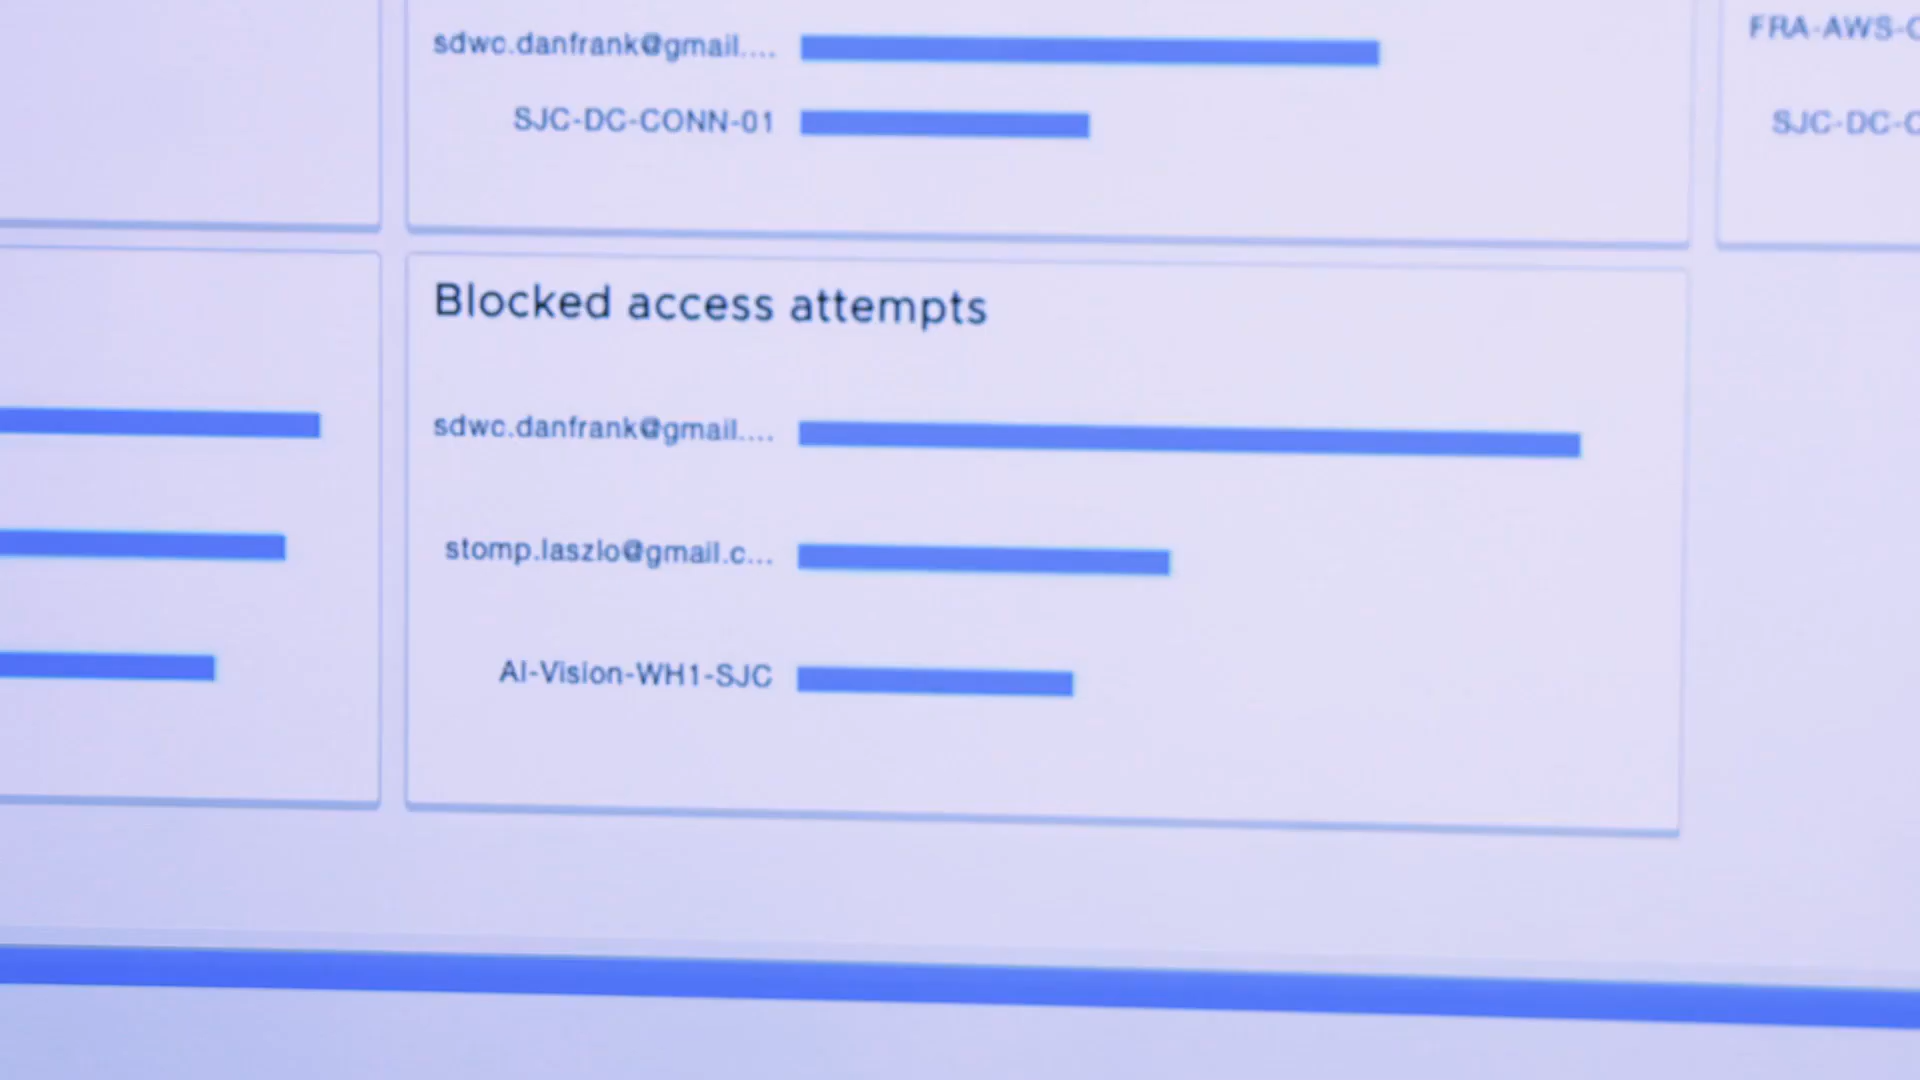 sdwc.danfrank@gmail....
SJC-DC-CONN-01
FRA-AWS-
SJC-DC-
Blocked access attempts
sdwc.danfrank@gmail....
stomp.laszlo@gmail.c...
AI-Vision-WH1-SJC